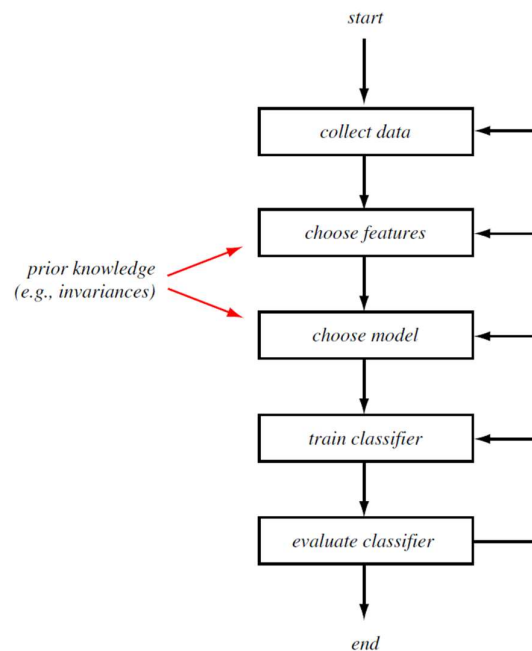 start
collect data
choose features
prior knowledge
(e.g., invariances)
choose model
train classifier
evaluate classifier
end